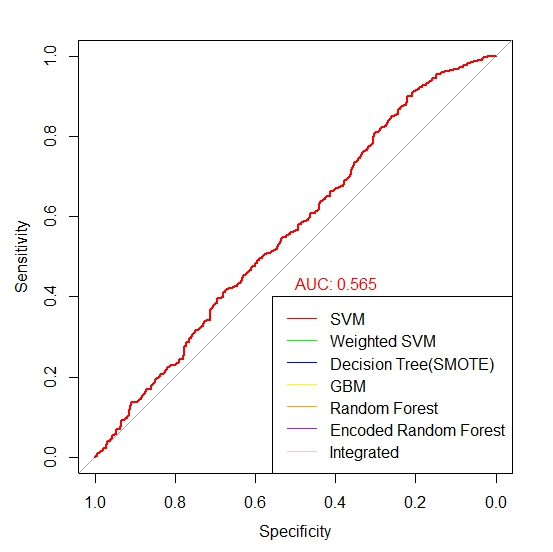 1.0
0.8
0.6
0.4
0.2
0.0
Sensitivity
AUC: 0.565
SVM
Weighted SVM
Decision Tree(SMOTE)
GBM
Random Forest
Encoded Random Forest
Integrated
1.0 0.8 0.6 0.4 0.2 0.0
Specificity